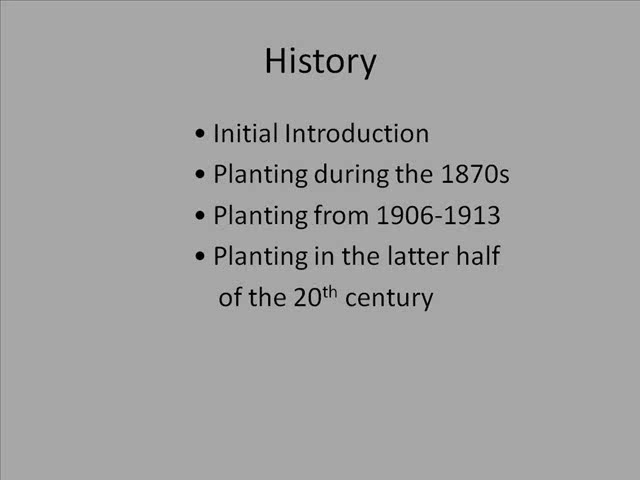 History
• Initial Introduction
• Planting during the 1870s
• Planting from 1906-1913
• Planting in the latter half
of the 20th century